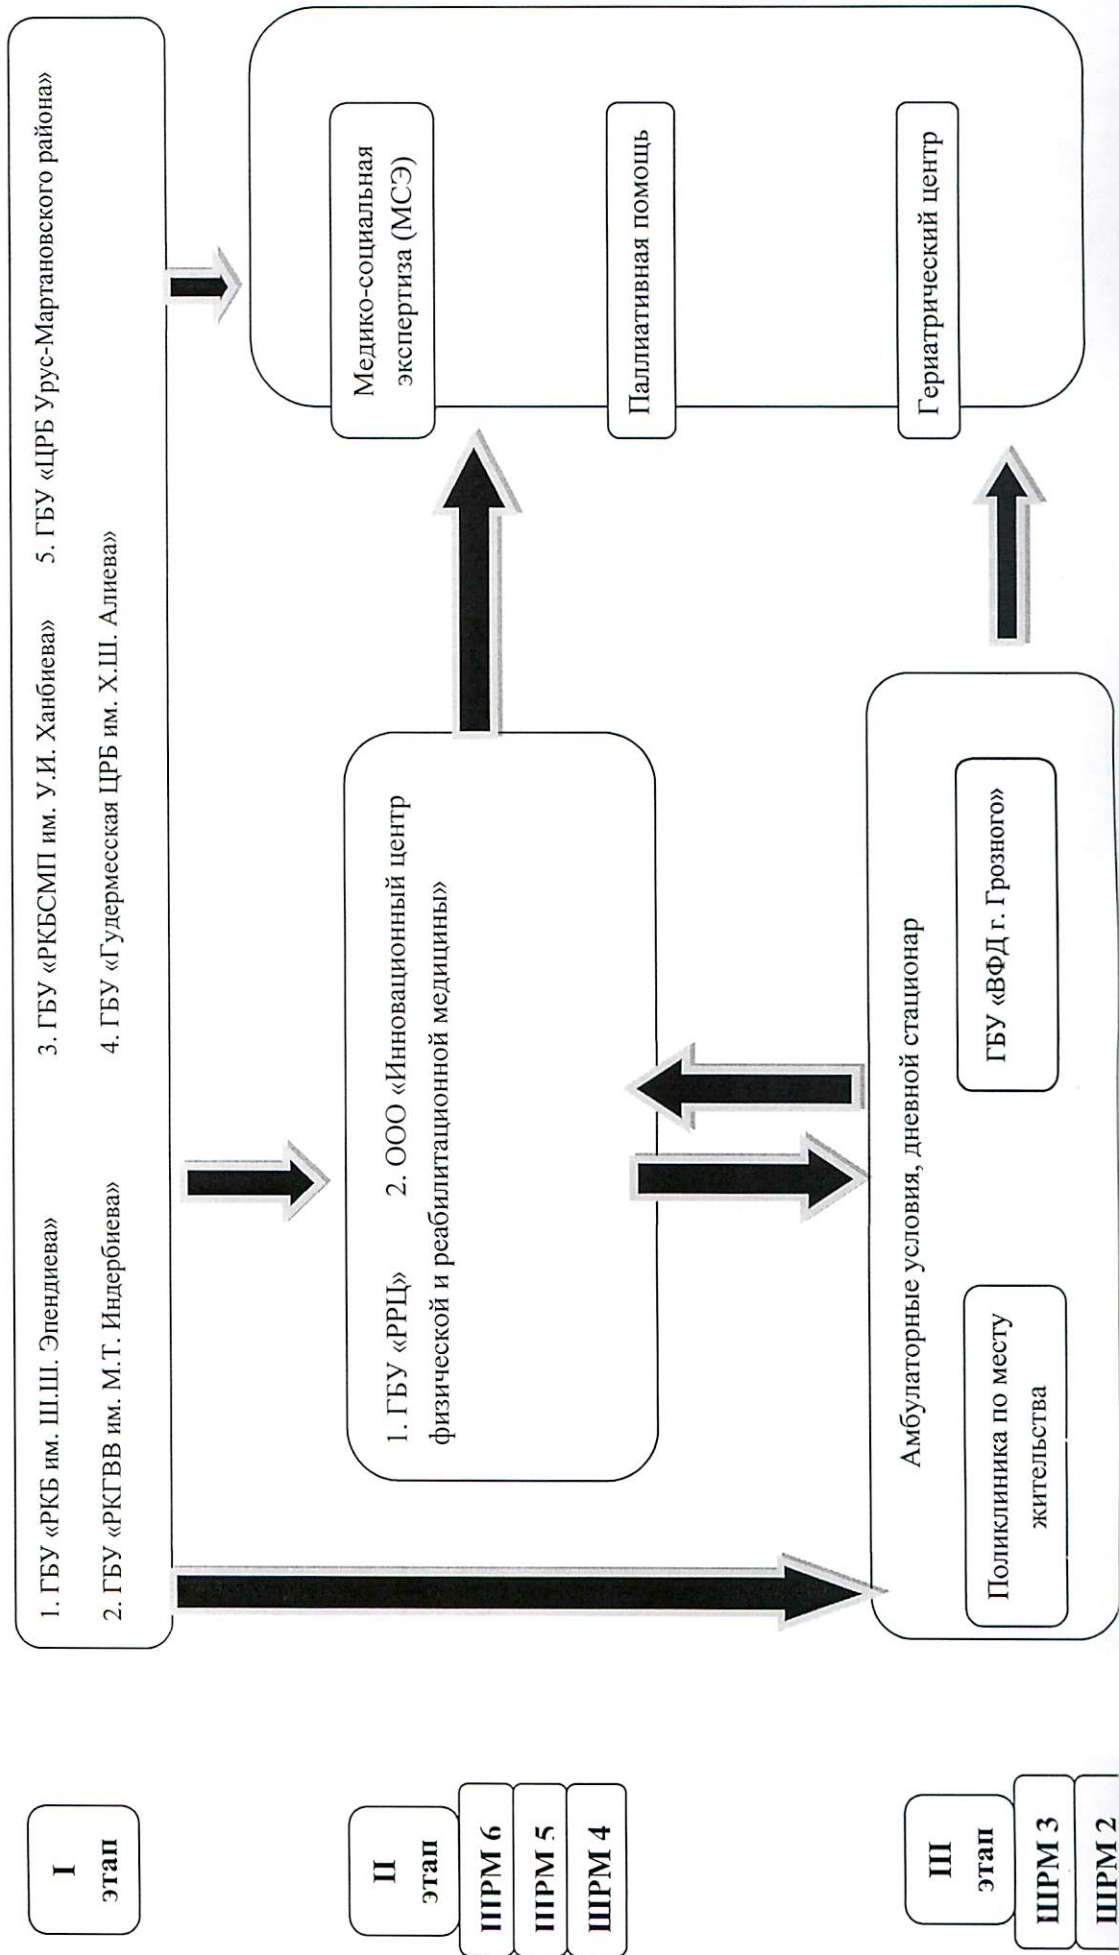 I
этап
1. ГБУ «РКБ им. Ш.Ш. Эпендиева»
3. ГБУ «РКБСМП им. У.И. Ханбиева»
5. ГБУ «ЦРБ Урус-Мартановского района»
2. ГБУ «РКГВВ им. М.Т. Индербиева»
4. ГБУ «Гудермесская ЦРБ им. Х.Ш. Алиева»
II
этап
ШРМ 6
ШРМ 5
ШРМ 4
1. ГБУ «РРЦ» 2. ООО «Инновационный центр
физической и реабилитационной медицины»
Медико-социальная
экспертиза (МСЭ)
Паллиативная помощь
Гериатрический центр
III
этап
ШРМ 3
ШРМ 2
Амбулаторные условия, дневной стационар
Поликлиника по месту
жительства
ГБУ «ВФД г. Грозного»